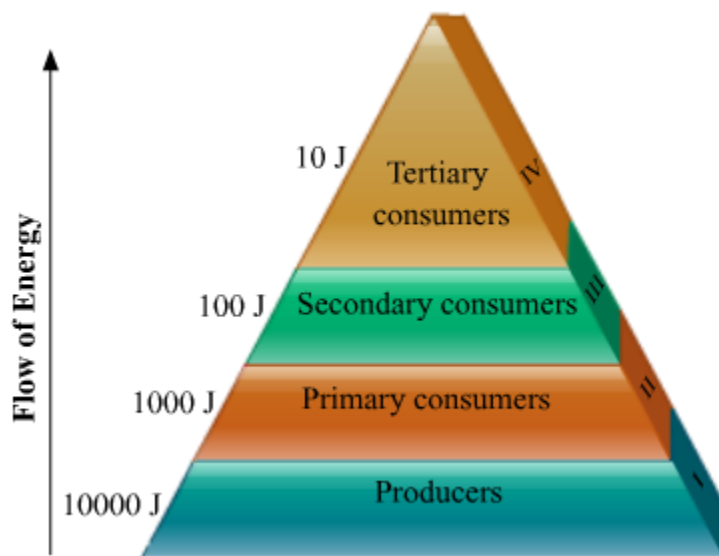 Flow of Energy
10 J
Tertiary
consumers
IV
100 J
Secondary consumers
III
1000 J
Primary consumers
II
10000 J
Producers
I